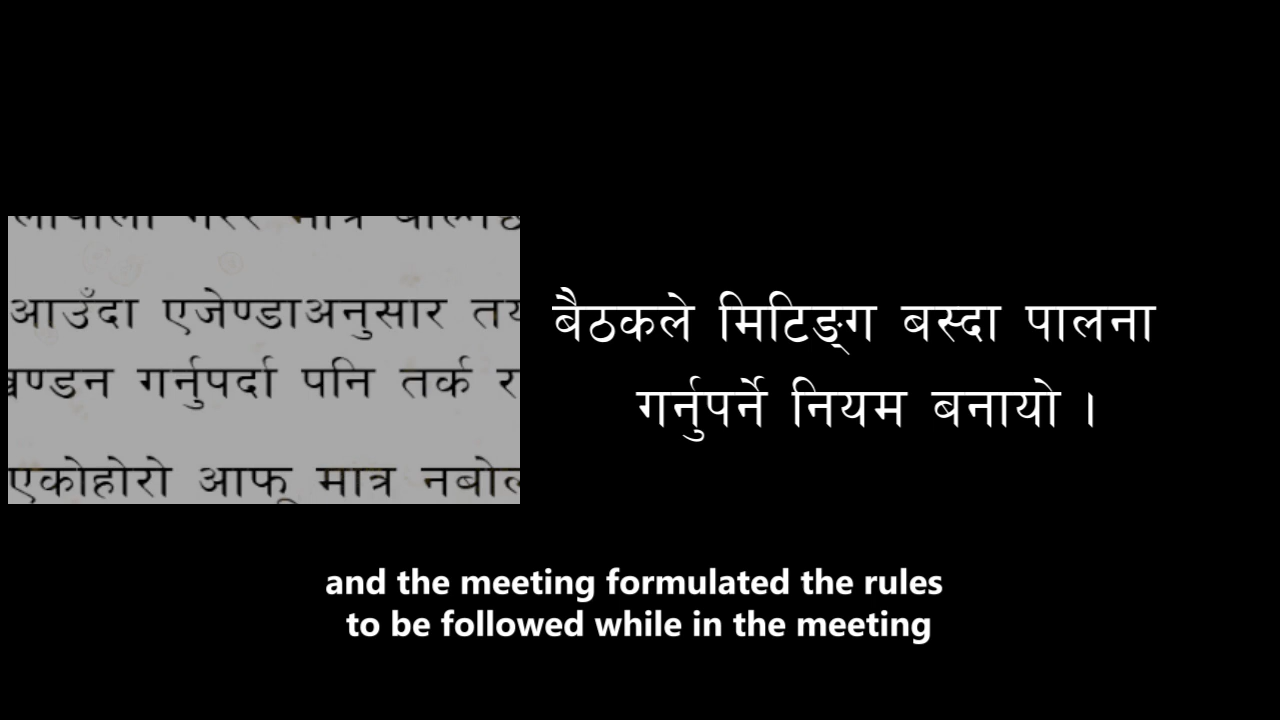 आउँदा एजेण्डाअनुसार
गर्नुपर्दा पनि तर्क
एकोहोरो आफू मात्र
बैठकले मिटिङ्ग बस्दा पालना
गर्नुपर्ने नियम बनायो ।
and the meeting formulated the rules
to be followed while in the meeting